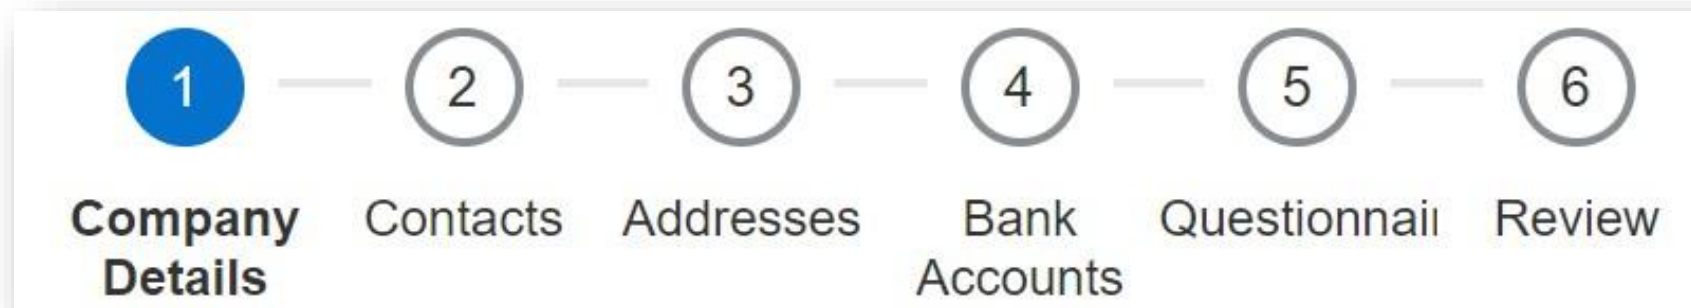 1 2 3 4 5 6
Company Contacts Addresses Bank Questionnai Review
Details Accounts